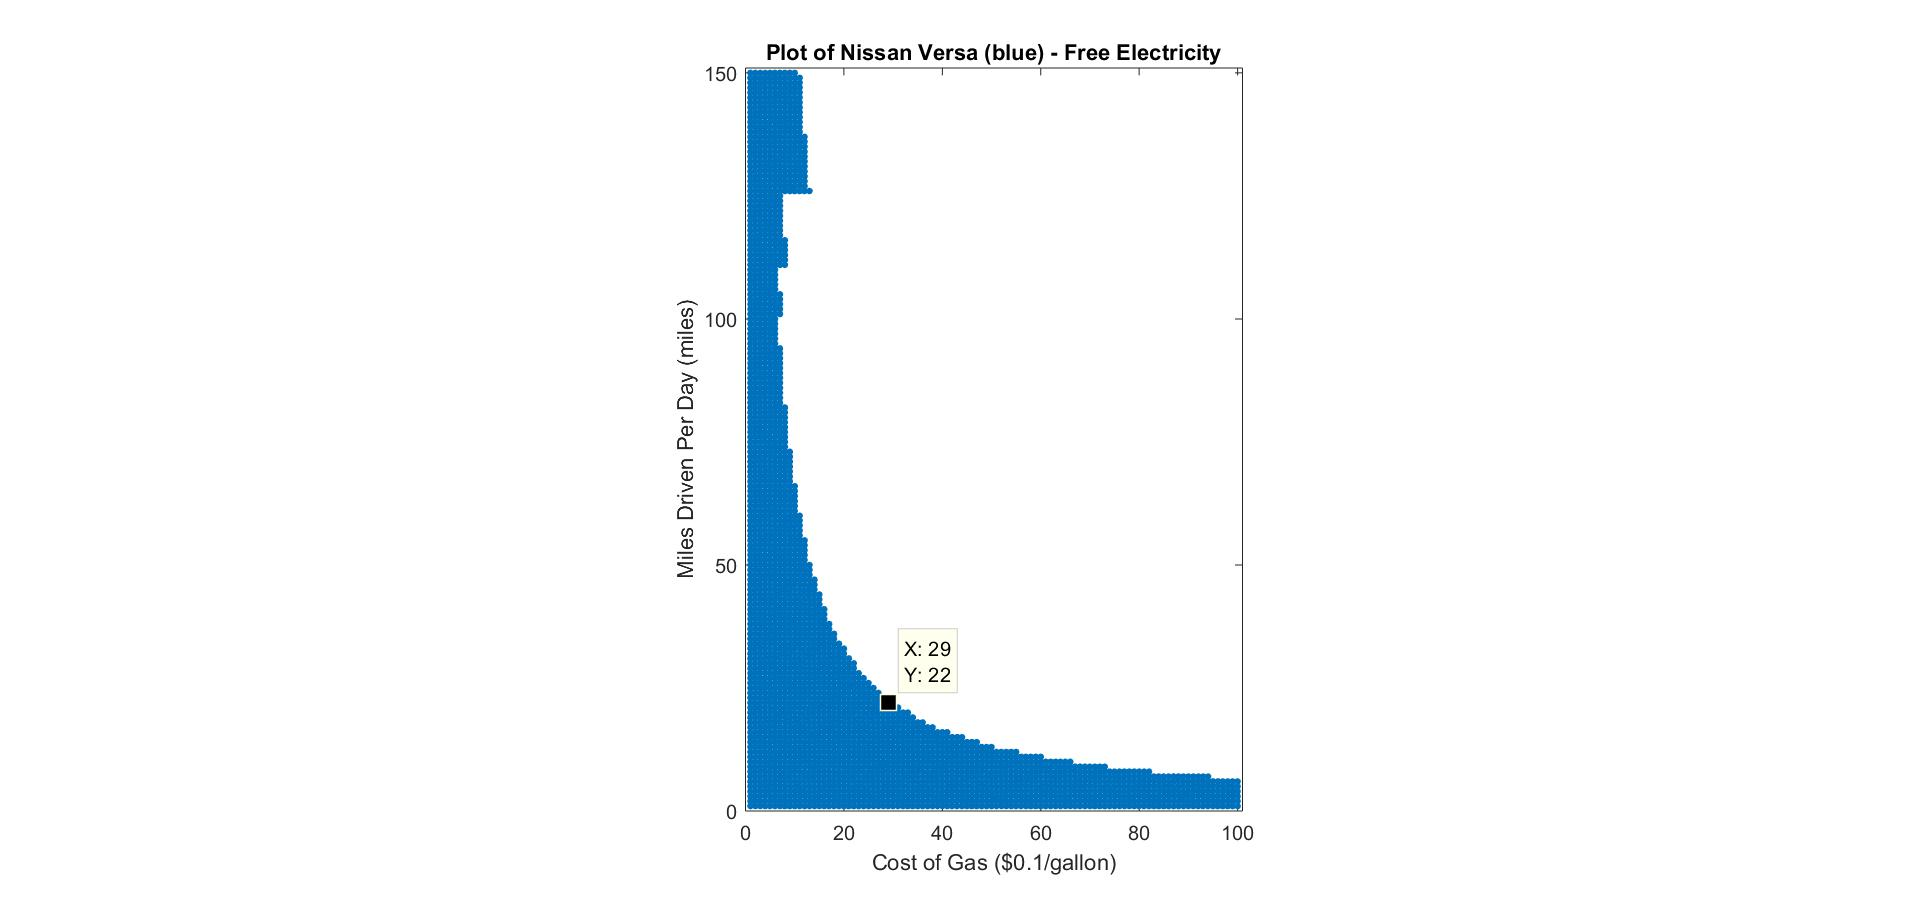 Plot of Nissan Versa (blue) - Free Electricity
150
100
50
0
Miles Driven Per Day (miles)
X: 29
Y: 22
0 20 40 60 80 100
Cost of Gas ($0.1/gallon)